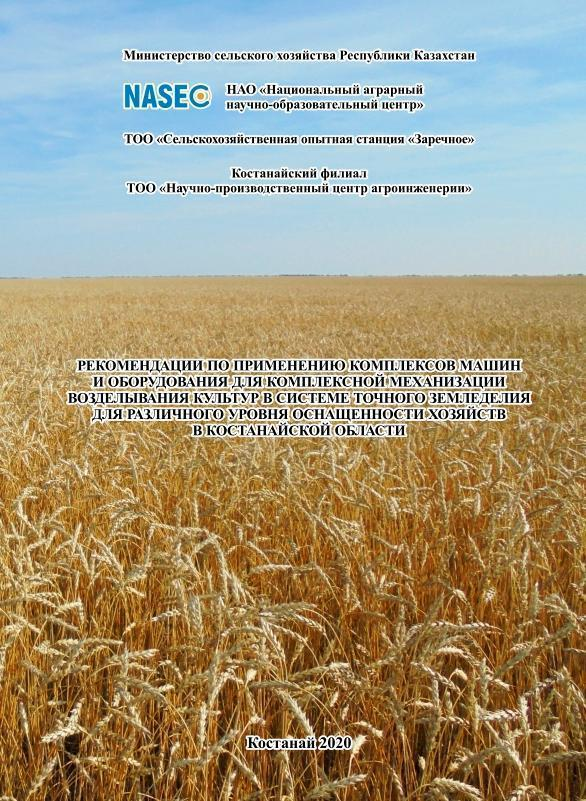 Министерство сельского хозяйства Республики Казахстан
NASEC
НАО «Национальный аграрный
научно-образовательный центр»
ТОО «Сельскохозяйственная опытная станция «Заречное»
Костанайский филиал
ТОО «Научно-производственный центр агроинженерии»
РЕКОМЕНДАЦИИ ПО ПРИМЕНЕНИЮ КОМПЛЕКСОВ МАШИН
И ОБОРУДОВАНИЯ ДЛЯ КОМПЛЕКСНОЙ МЕХАНИЗАЦИИ
ВОЗДЕЛЫВАНИЯ КУЛЬТУР В СИСТЕМЕ ТОЧНОГО ЗЕМЛЕДЕЛИЯ
ДЛЯ РАЗЛИЧНОГО УРОВНЯ ОСНАЩЕННОСТИ ХОЗЯЙСТВ
В КОСТАНАЙСКОЙ ОБЛАСТИ
Костанай 2020